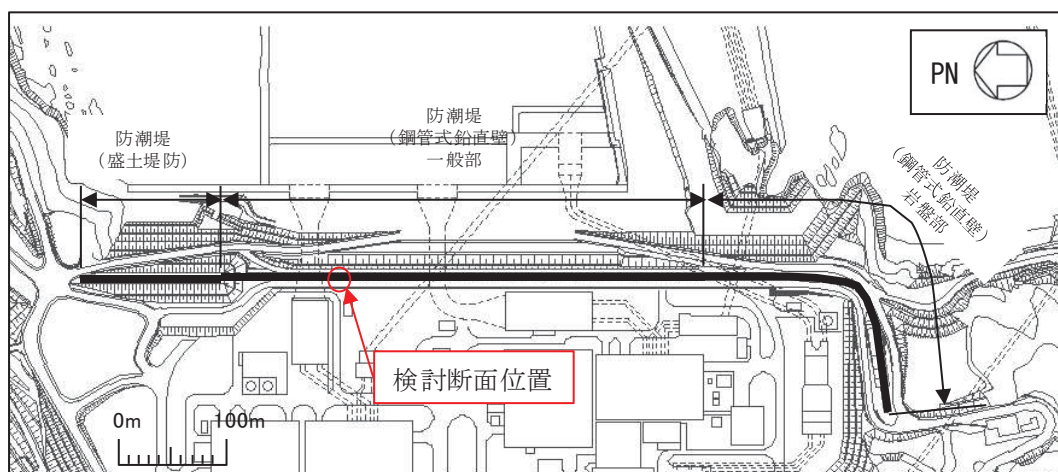 防潮堤
(盛土堤防)
防潮堤
(鋼管式鉛直壁)
一般部
防潮堤
(鋼管式鉛直壁)
岩盤部
PN
検討断面位置
0m
100m